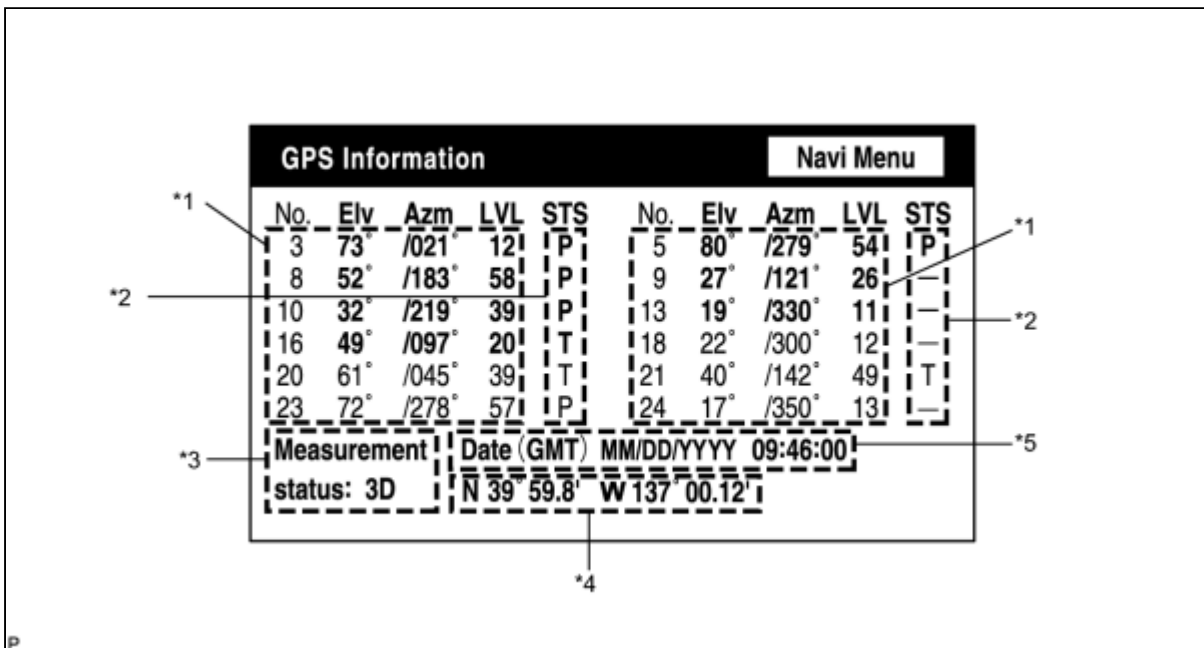 GPS Information Navi Menu
*1 No. Elv Azm LVL STS No. Elv Azm LVL STS *1
3 73° /021° 12 P 5 80° /279° 54 P
*2 8 52° /183° 58 P 9 27° /121° 26 —
10 32° /219° 39 P 13 19° /330° 11 — *2
16 49° /097° 20 T 18 22° /300° 12 —
20 61° /045° 39 T 21 40° /142° 49 T
23 72° /278° 57 P 24 17° /350° 13 —
*3 Measurement Date (GMT) MM/DD/YYYY 09:46:00 *5
status: 3D N 39° 59.8' W 137° 00.12'
*4
P